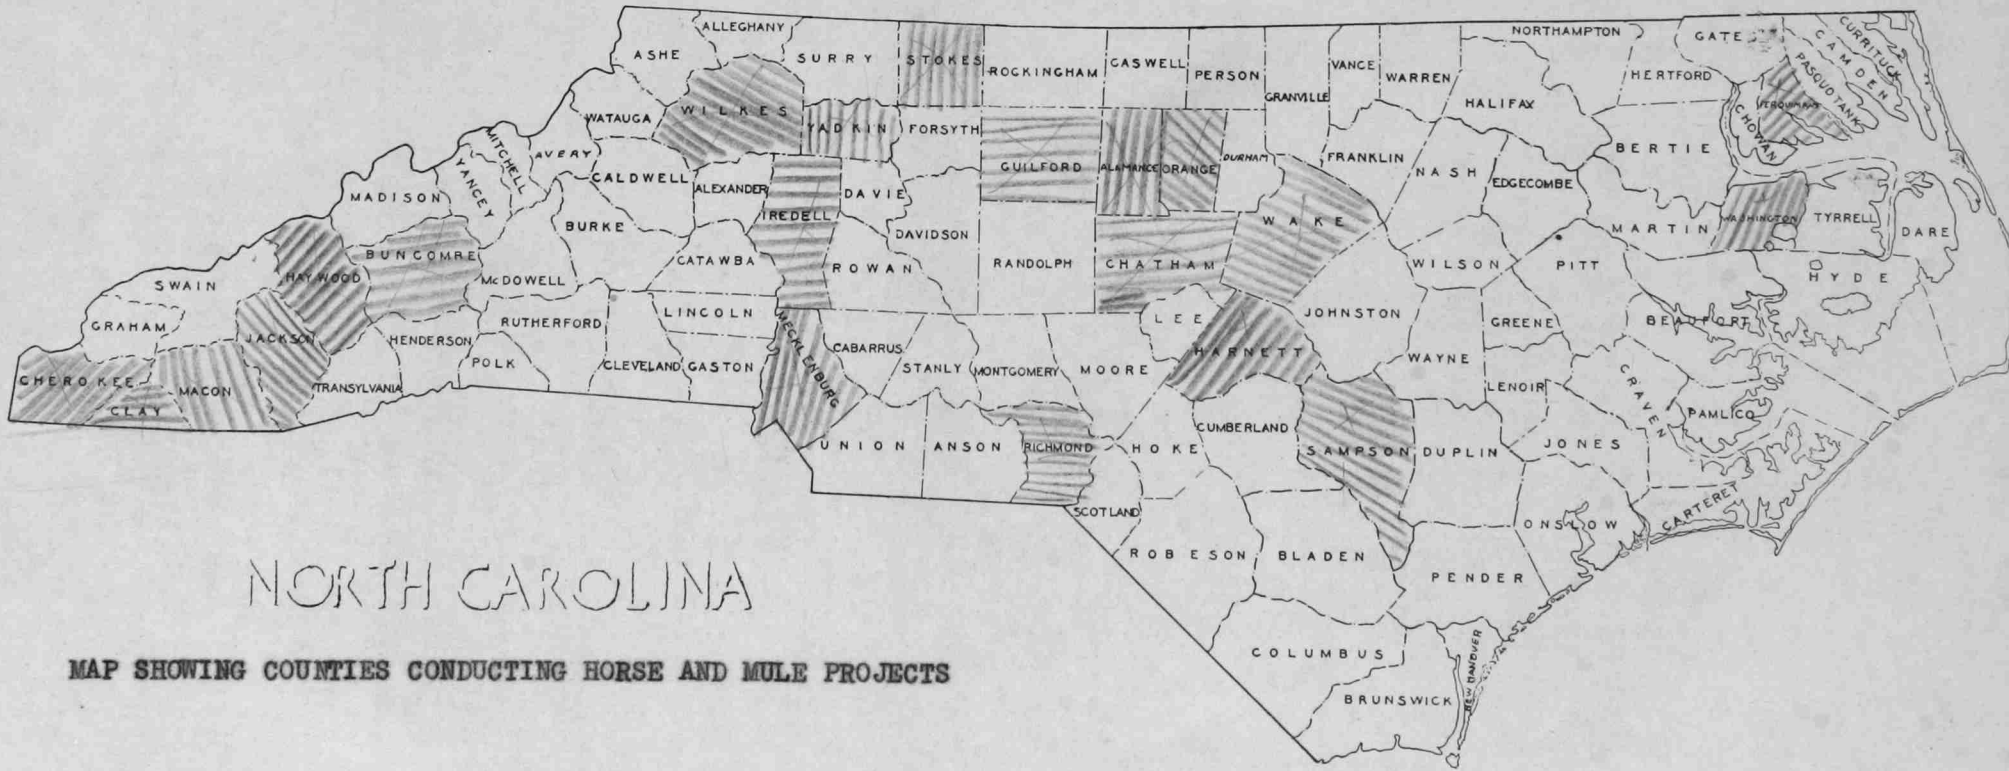 ALLEGHANY
ASHE
SURRY
STOKES
ROCKINGHAM
CASWELL
PERSON
GRANVILLE
VANCE
WARREN
NORTHAMPTON
GATES
CURRITUCK
CAMDEN
PASQUOTANK
PERQUIMANS
CHOWAN
HERTFORD
HALIFAX
BERTIE
WATAUGA
WILKES
YADKIN
FORSYTH
GUILFORD
ALAMANCE
ORANGE
DURHAM
FRANKLIN
NASH
EDGECOMBE
MARTIN
WASHINGTON
TYRRELL
DARE
MITCHELL
AVERY
YANCEY
MADISON
CALDWELL
ALEXANDER
IREDELL
DAVIE
DAVIDSON
RANDOLPH
CHATHAM
WAKE
WILSON
PITT
BEAUFORT
HYDE
BURKE
CATAWBA
ROWAN
BUNCOMBE
McDOWELL
HAYWOOD
SWAIN
GRAHAM
JACKSON
HENDERSON
RUTHERFORD
LINCOLN
POLK
CLEVELAND
GASTON
MECKLENBURG
CABARRUS
STANLY
MONTGOMERY
MOORE
LEE
HARNETT
JOHNSTON
WAYNE
GREENE
LENOIR
CRAVEN
PAMLICO
CHEROKEE
CLAY
MACON
TRANSYLVANIA
UNION
ANSON
RICHMOND
HOKE
CUMBERLAND
SAMPSON
DUPLIN
JONES
CARTERET
ONSLOW
SCOTLAND
ROBESON
BLADEN
PENDER
COLUMBUS
NEW HANOVER
BRUNSWICK
NORTH CAROLINA
MAP SHOWING COUNTIES CONDUCTING HORSE AND MULE PROJECTS